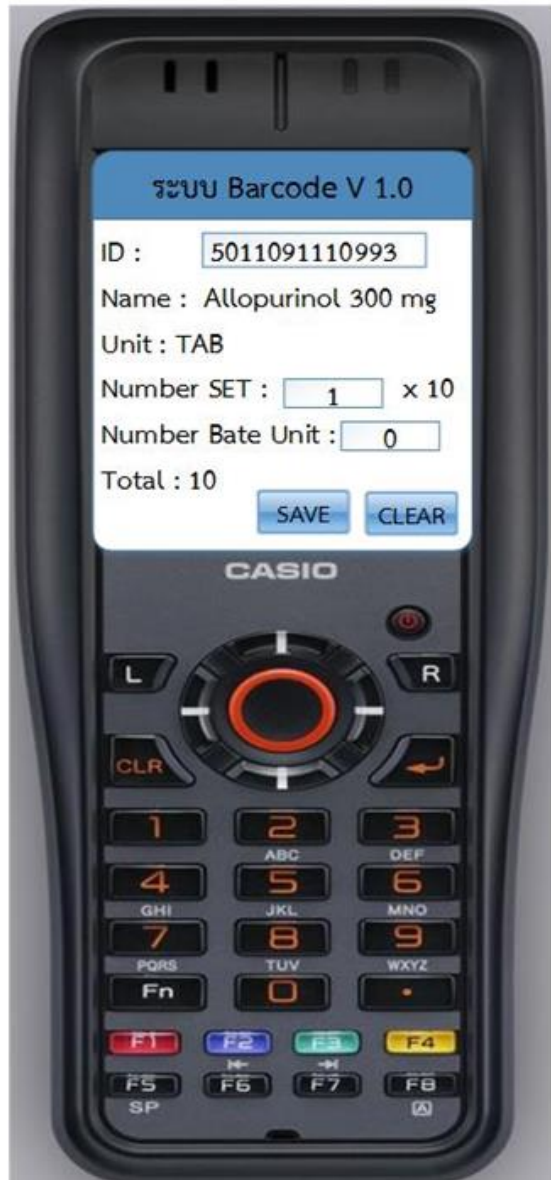 ระบบ Barcode V 1.0
ID : 5011091110993
Name : Allopurinol 300 mg
Unit : TAB
Number SET : 1 x 10
Number Bate Unit : 0
Total : 10
SAVE CLEAR
CASIO
L R
CLR
1 2 3
ABC DEF
4 5 6
GHI JKL MNO
7 8 9
PQRS TUV WXYZ
Fn 0 .
F1 F2 F3 F4
F5 F6 F7 F8
SP A